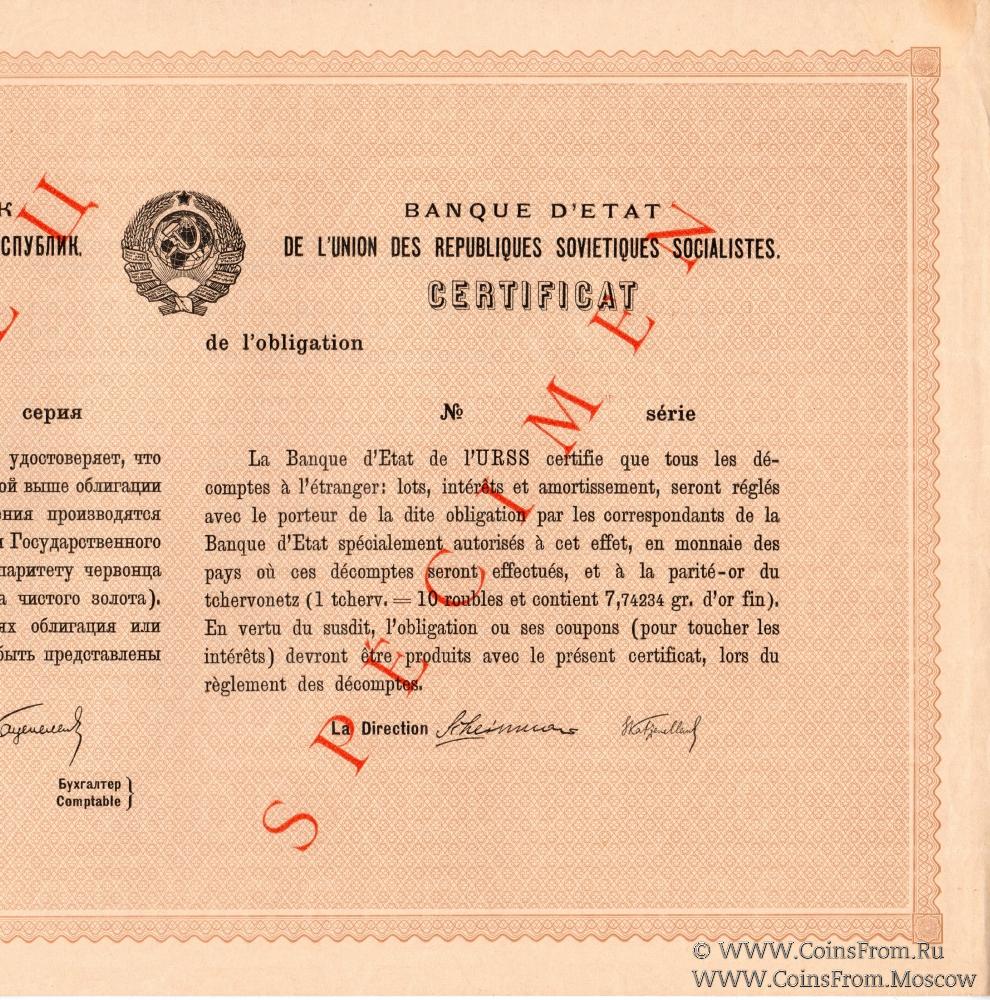 К
СПУБЛИК.
Ц
серия
удостоверяет, что
ой выше облигации
ения производятся
и Государственного
паритету червонца
а чистого золота).
ях облигация или
быть представлены
Бухгалтер
Comptable
BANQUE D'ETAT
DE L'UNION DES REPUBLIQUES SOVIETIQUES SOCIALISTES.
CERTIFICAT
de l'obligation
№ série
La Banque d'Etat de l'URSS certifie que tous les dé-
comptes à l'étranger: lots, intérêts et amortissement, seront réglés
avec le porteur de la dite obligation par les correspondants de la
Banque d'Etat spécialement autorisés à cet effet, en monnaie des
pays où ces décomptes seront effectués, et à la parité-or du
tchervonetz (1 tcherv. = 10 roubles et contient 7,74234 gr. d'or fin).
En vertu du susdit, l'obligation ou ses coupons (pour toucher les
intérêts) devront être produits avec le présent certificat, lors du
règlement des décomptes.
La Direction Scheinmann
SPÉCIMEN
© WWW.CoinsFrom.Ru
WWW.CoinsFrom.Moscow